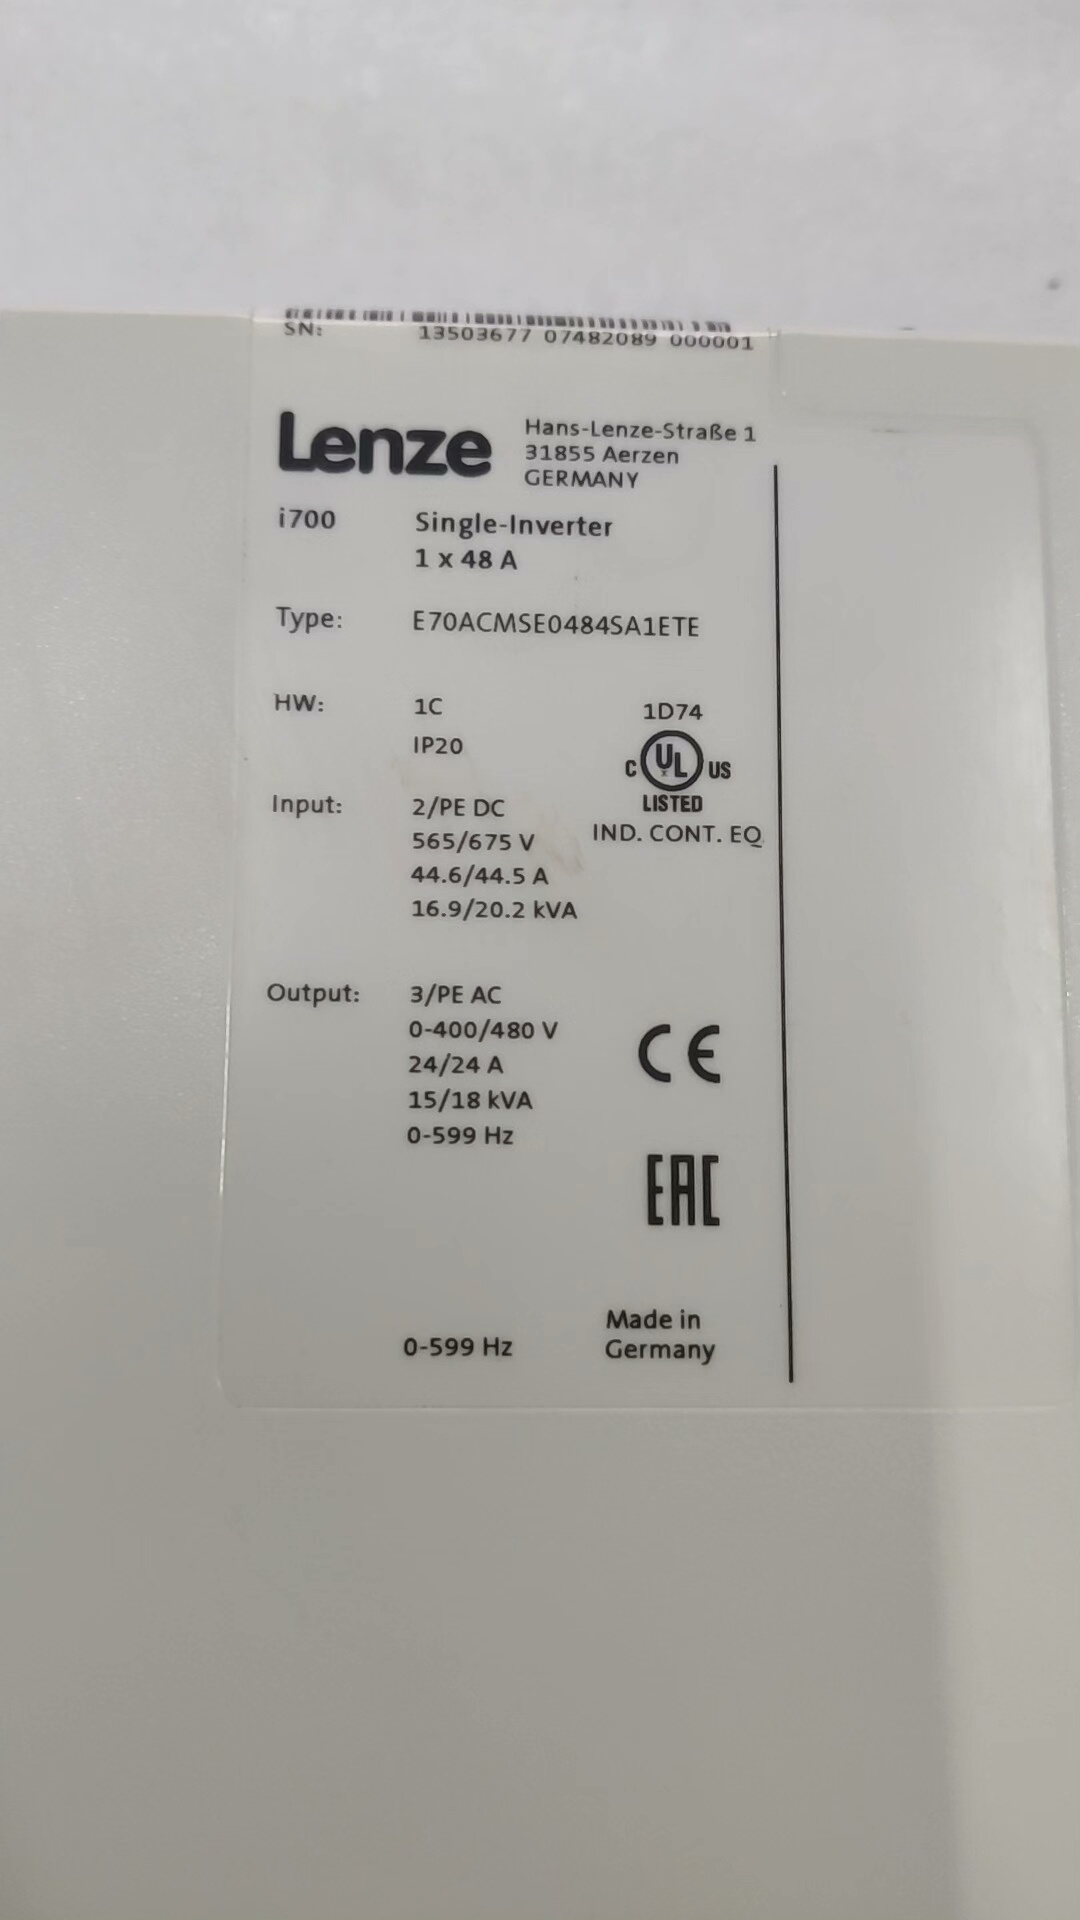 SN: 13503677 07482089 000001
Lenze
Hans-Lenze-Straße 1
31855 Aerzen
GERMANY
i700 Single-Inverter
1 x 48 A
Type: E70ACMSE0484SA1ETE
HW: 1C
IP20
1D74
C UL US
LISTED
IND. CONT. EQ
Input: 2/PE DC
565/675 V
44.6/44.5 A
16.9/20.2 kVA
Output: 3/PE AC
0-400/480 V
24/24 A
15/18 kVA
0-599 Hz
CE
EAC
0-599 Hz
Made in
Germany